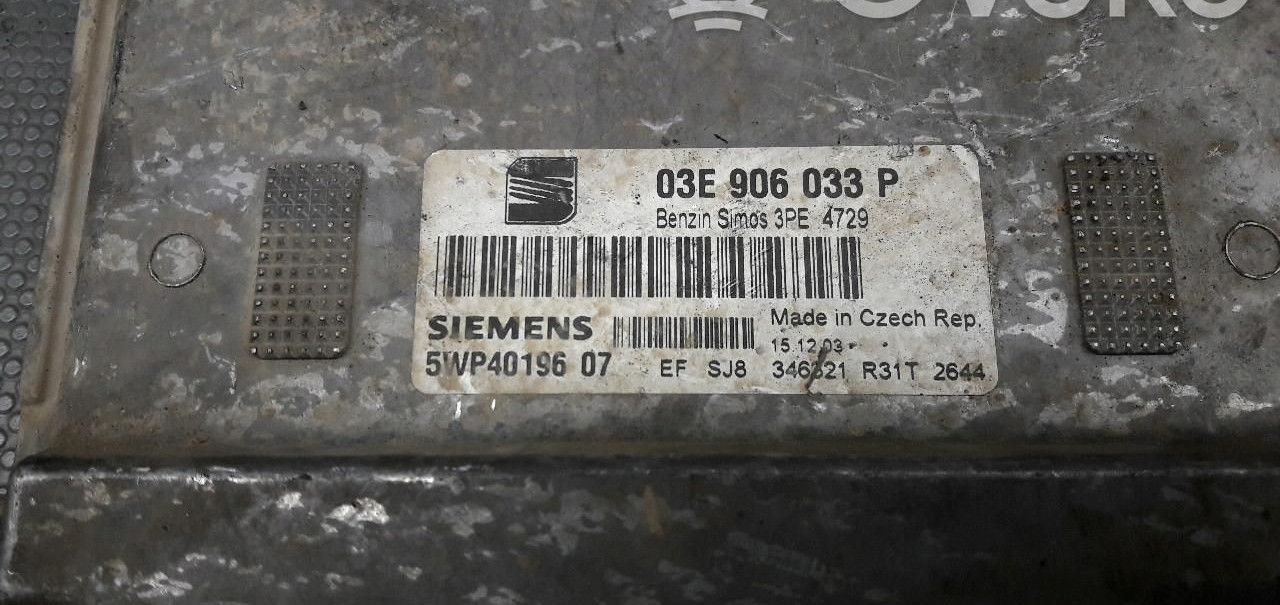 03E 906 033 P
Benzin Simos 3PE 4729
SIEMENS
Made in Czech Rep.
15.12.03
5WP40196 07
EF SJ8 346321 R31T 2644